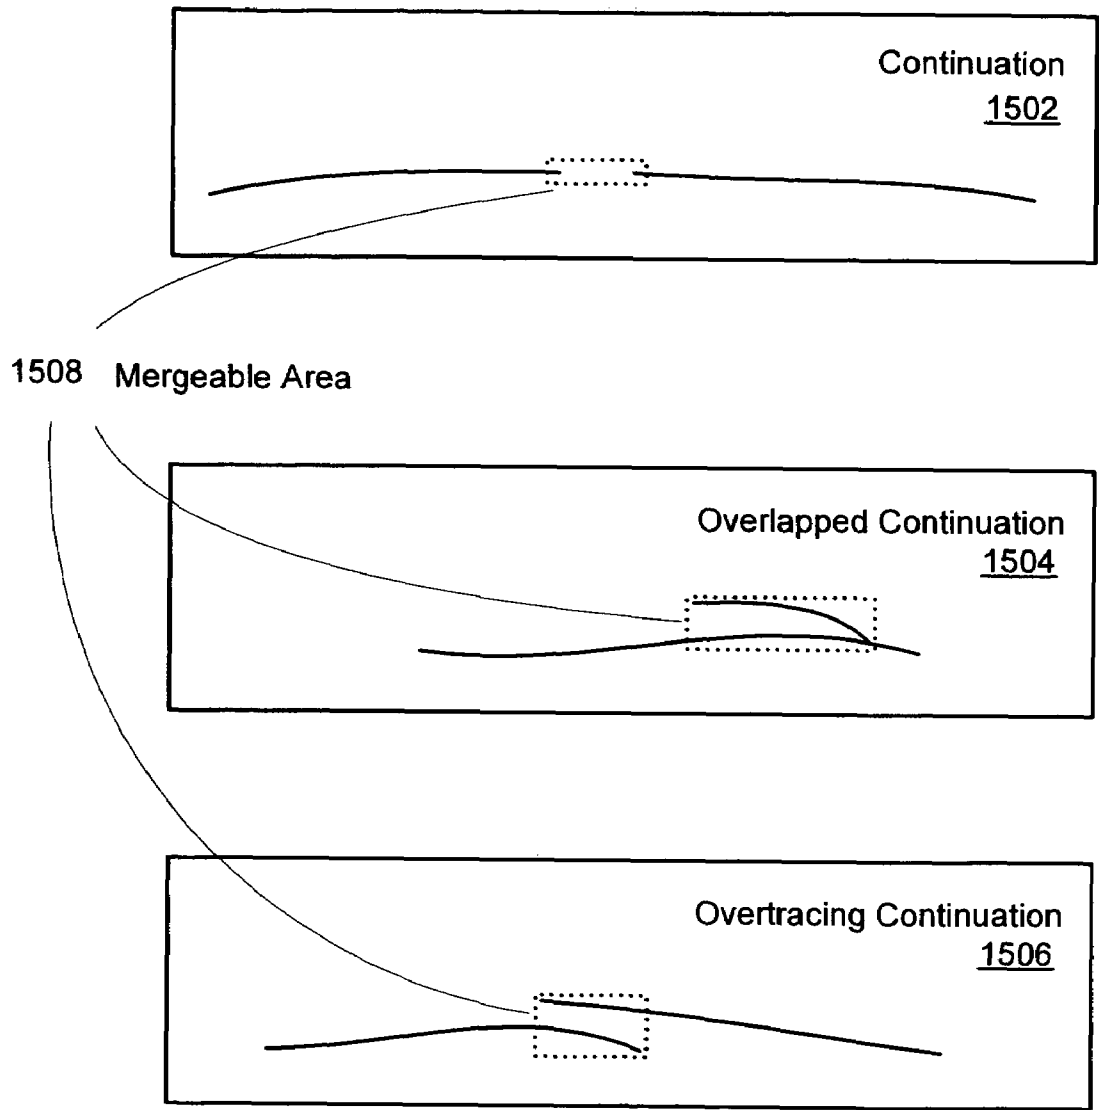 Continuation
1502
1508 Mergeable Area
Overlapped Continuation
1504
Overtracing Continuation
1506